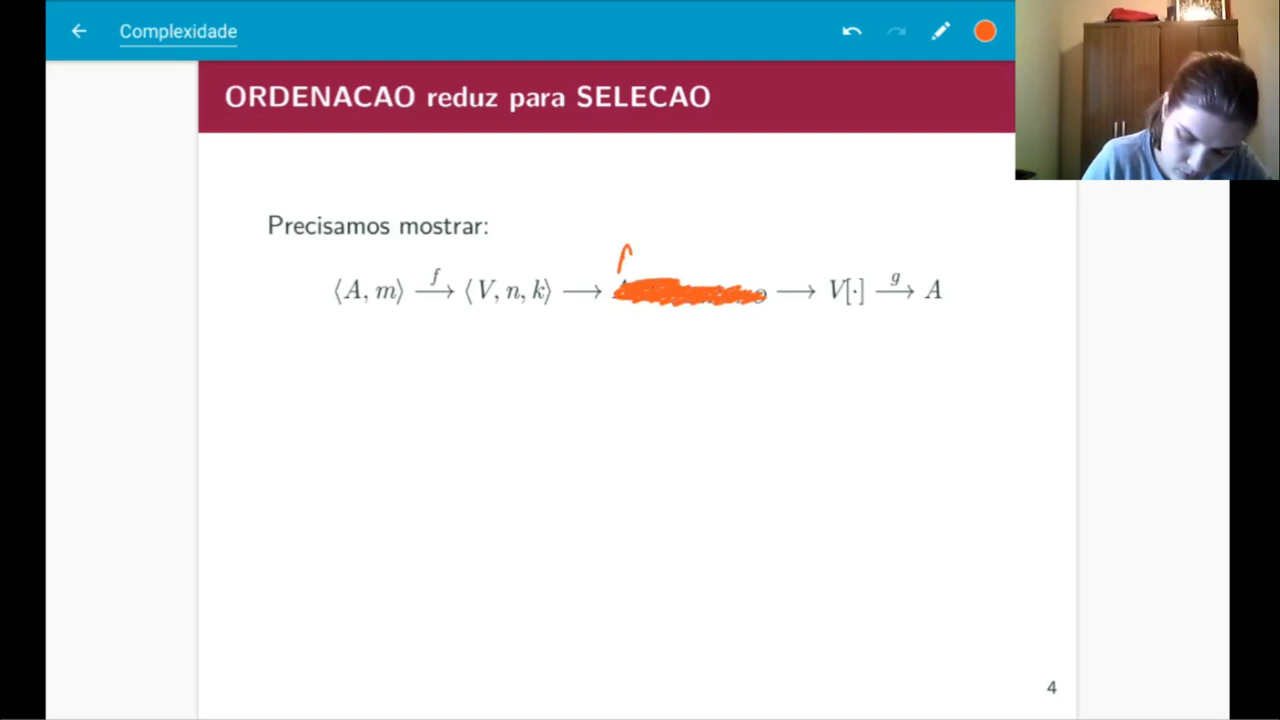 Complexidade
ORDENACAO reduz para SELECAO
Precisamos mostrar:
⟨A, m⟩ —f→ ⟨V, n, k⟩ ⟶ ⟶ V[·] —g→ A
4